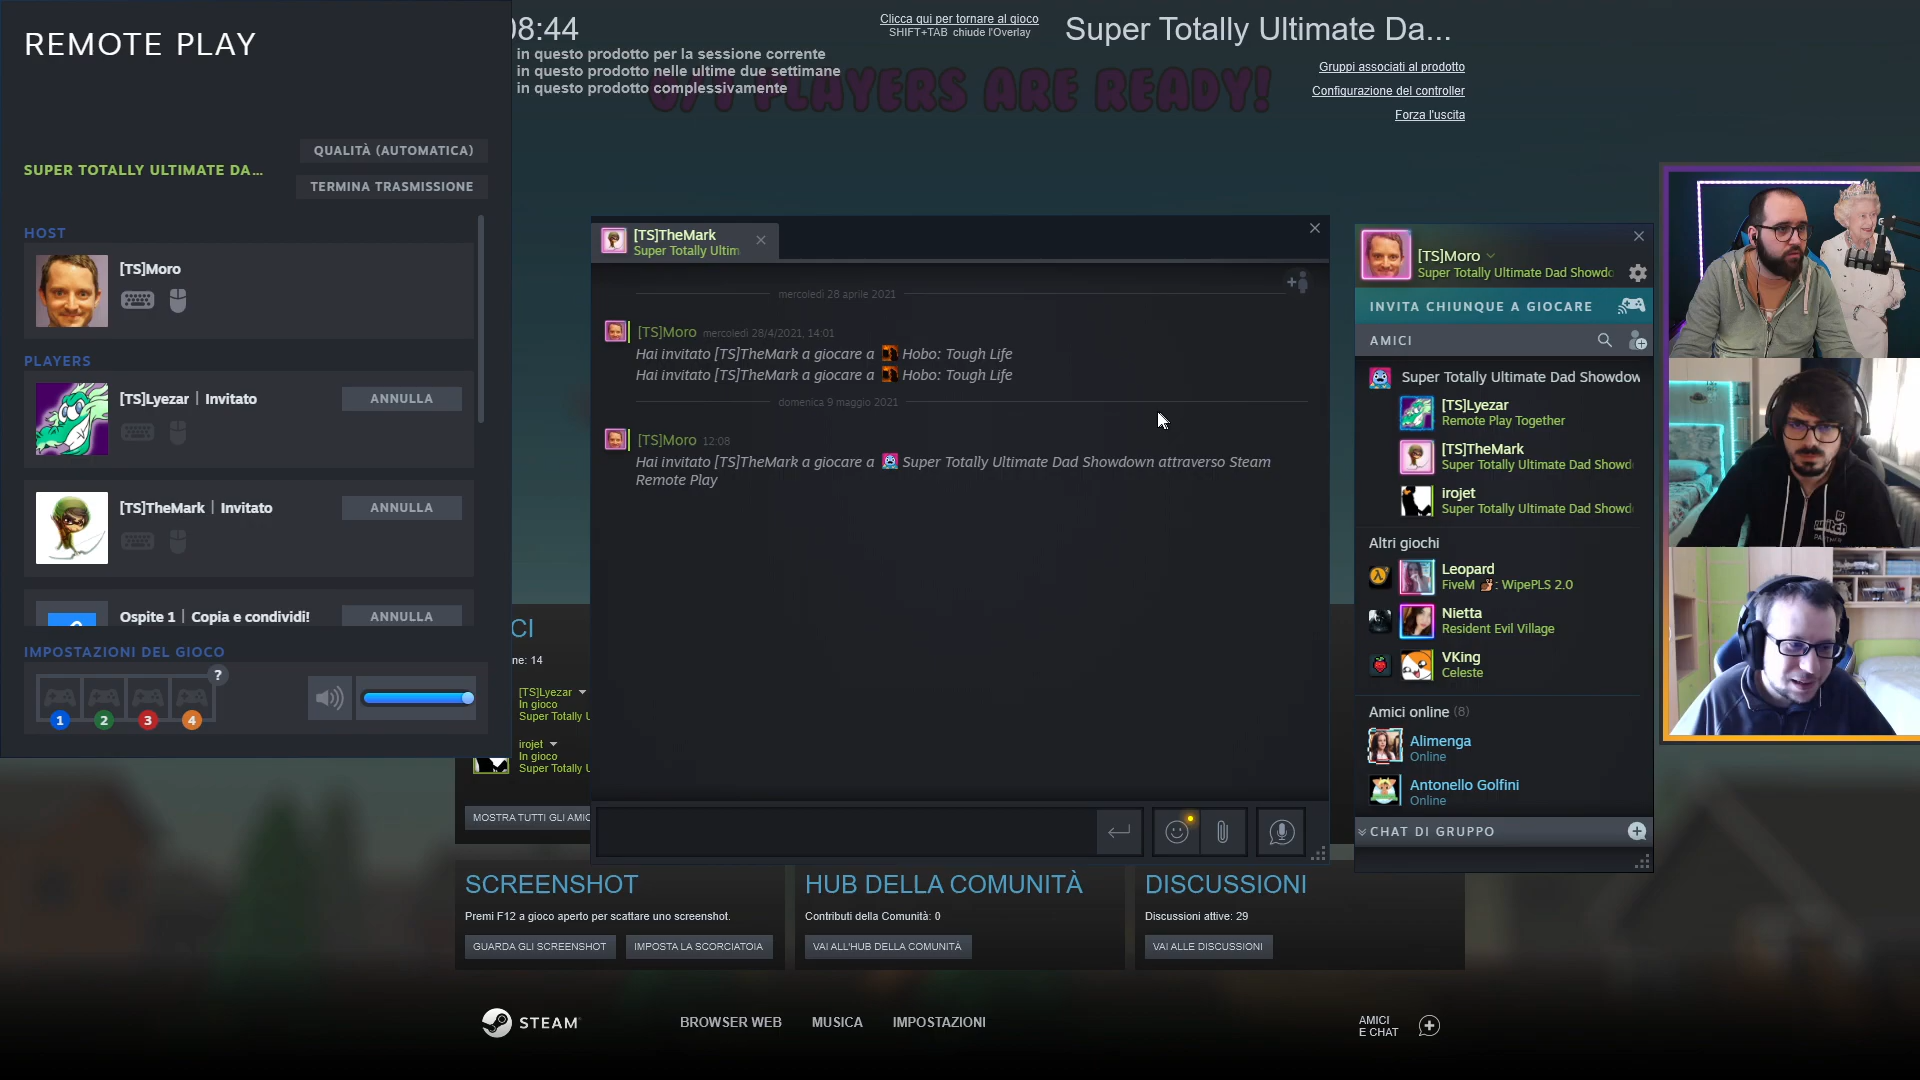 REMOTE PLAY
SUPER TOTALLY ULTIMATE DA...
QUALITÀ (AUTOMATICA)
TERMINA TRASMISSIONE
HOST
[TS]Moro
PLAYERS
[TS]Lyezar | Invitato
ANNULLA
[TS]TheMark | Invitato
ANNULLA
Ospite 1 | Copia e condividi!
ANNULLA
IMPOSTAZIONI DEL GIOCO
?
1
2
3
4
08:44
in questo prodotto per la sessione corrente
in questo prodotto nelle ultime due settimane
in questo prodotto complessivamente
Clicca qui per tornare al gioco
SHIFT+TAB chiude l'Overlay
Super Totally Ultimate Da...
Gruppi associati al prodotto
Configurazione del controller
Forza l'uscita
PLAYERS ARE READY!
[TS]TheMark
Super Totally Ultim
mercoledì 28 aprile 2021
[TS]Moro mercoledì 28/4/2021, 14:01
Hai invitato [TS]TheMark a giocare a Hobo: Tough Life
Hai invitato [TS]TheMark a giocare a Hobo: Tough Life
domenica 9 maggio 2021
[TS]Moro 12:08
Hai invitato [TS]TheMark a giocare a Super Totally Ultimate Dad Showdown attraverso Steam
Remote Play
[TS]Moro
Super Totally Ultimate Dad Showdo
INVITA CHIUNQUE A GIOCARE
AMICI
Super Totally Ultimate Dad Showdow
[TS]Lyezar
Remote Play Together
[TS]TheMark
Super Totally Ultimate Dad Showd
irojet
Super Totally Ultimate Dad Showd
Altri giochi
Leopard
FiveM : WipePLS 2.0
Nietta
Resident Evil Village
VKing
Celeste
Amici online (8)
Alimenga
Online
Antonello Golfini
Online
CHAT DI GRUPPO
CI
ne: 14
[TS]Lyezar
In gioco
Super Totally U
irojet
In gioco
Super Totally U
MOSTRA TUTTI GLI AMIC
SCREENSHOT
Premi F12 a gioco aperto per scattare uno screenshot.
GUARDA GLI SCREENSHOT
IMPOSTA LA SCORCIATOIA
HUB DELLA COMUNITÀ
Contributi della Comunità: 0
VAI ALL'HUB DELLA COMUNITÀ
DISCUSSIONI
Discussioni attive: 29
VAI ALLE DISCUSSIONI
STEAM
BROWSER WEB
MUSICA
IMPOSTAZIONI
AMICI
E CHAT
twitch
PARTNER